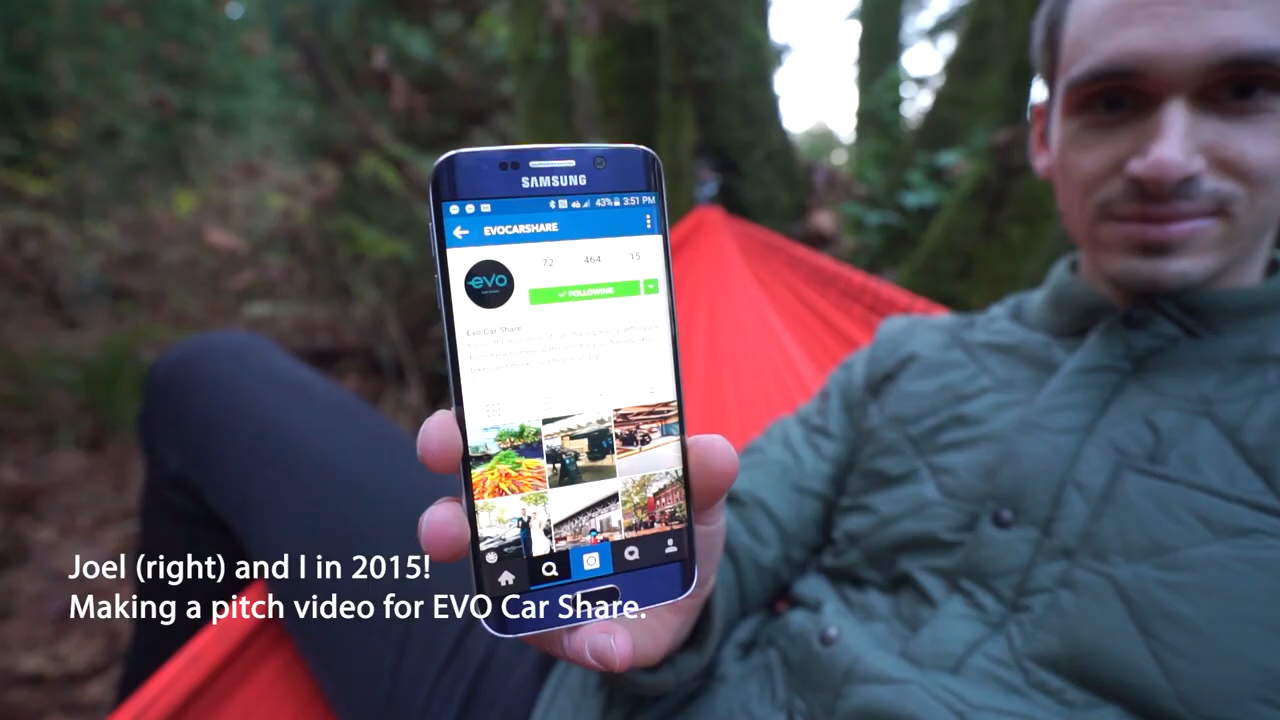 SAMSUNG
43% 3:51 PM
EVOCARSHARE
72 464 15
evo
FOLLOWING
Evo Car Share
Joel (right) and I in 2015!
Making a pitch video for EVO Car Share.